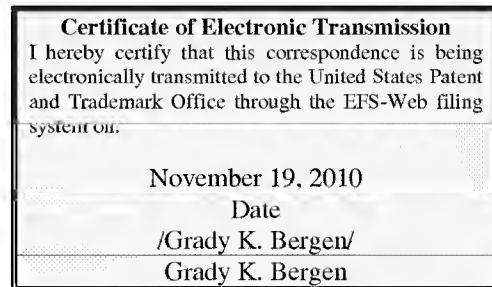 Certificate of Electronic Transmission
I hereby certify that this correspondence is being
electronically transmitted to the United States Patent
and Trademark Office through the EFS-Web filing
system on:
November 19, 2010
Date
/Grady K. Bergen/
Grady K. Bergen